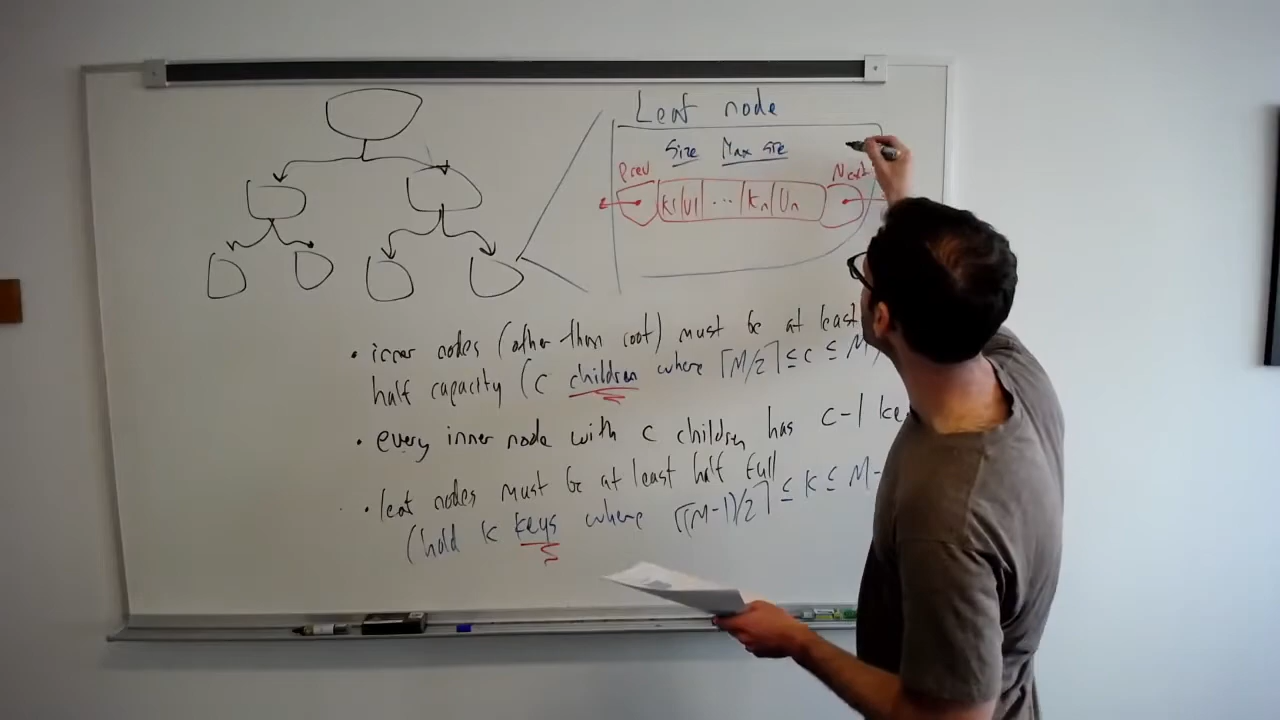 Leaf node
Size Max size
Prev Next
K1 V1 ... Kn Vn
• inner nodes (other than root) must be at least
half capacity (c children where ⌈M/2⌉ ≤ c ≤ M
• every inner node with c children has c-1
• leaf nodes must be at least half full
(hold k keys where ⌈(M-1)/2⌉ ≤ k ≤ M-